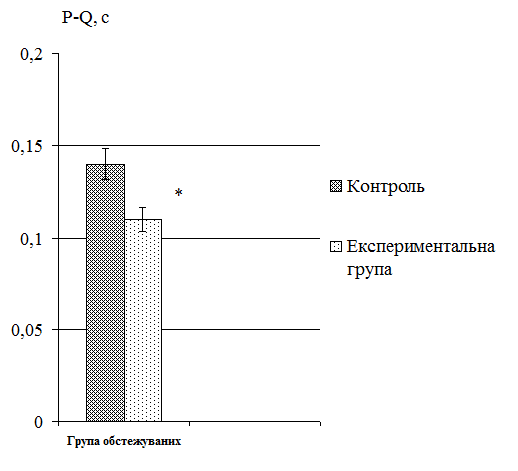 P-Q, с
0,2
0,15
0,1
0,05
0
*
Група обстежуваних
Контроль
Експериментальна
група